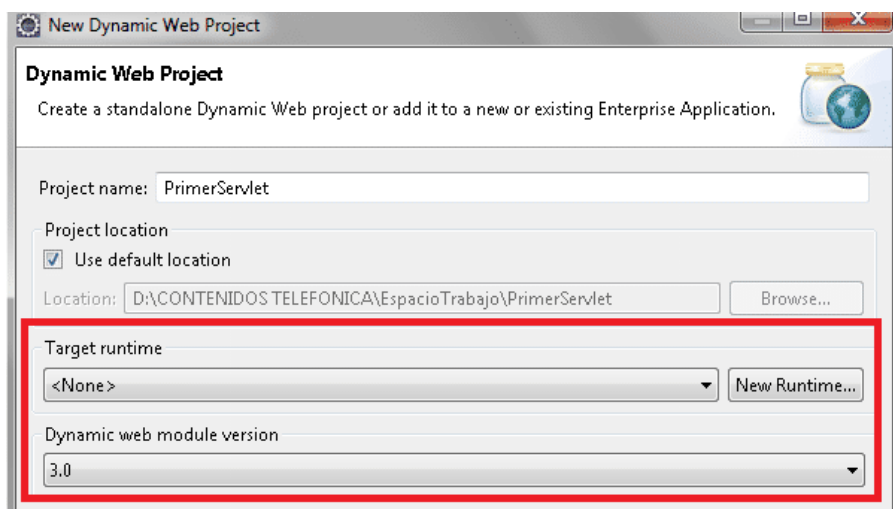 New Dynamic Web Project
Dynamic Web Project
Create a standalone Dynamic Web project or add it to a new or existing Enterprise Application.
Project name: PrimerServlet
Project location
Use default location
Location: D:\CONTENIDOS TELEFONICA\EspacioTrabajo\PrimerServlet Browse...
Target runtime
<None> New Runtime...
Dynamic web module version
3.0